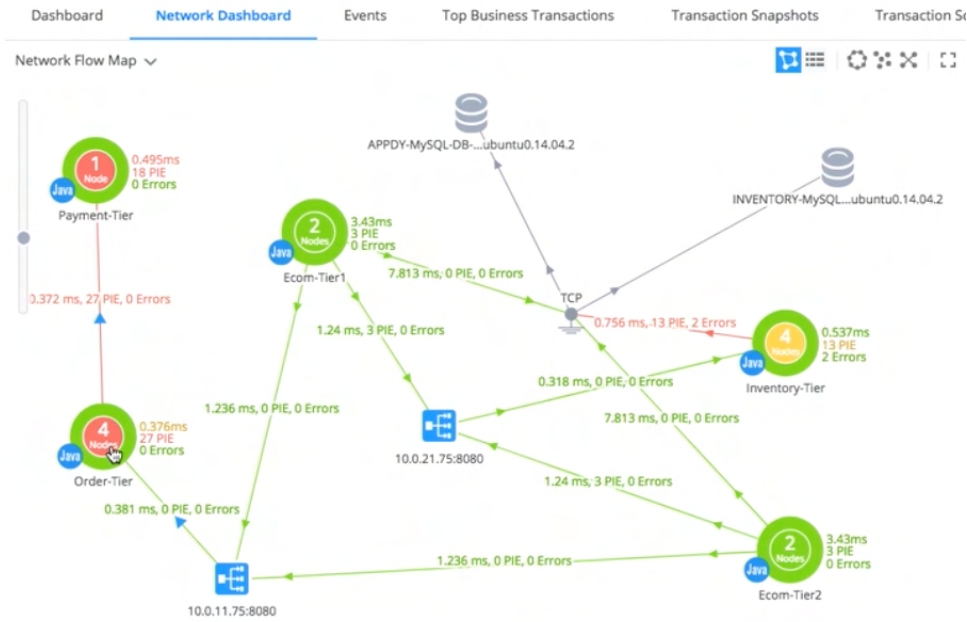 Dashboard
Network Dashboard
Events
Top Business Transactions
Transaction Snapshots
Transaction Sc
Network Flow Map
APPDY-MySQL-DB-...ubuntu0.14.04.2
INVENTORY-MySQL...ubuntu0.14.04.2
1
Node
Java
0.495ms
18 PIE
0 Errors
Payment-Tier
2
Nodes
Java
3.43ms
3 PIE
0 Errors
Ecom-Tier1
7.813 ms, 0 PIE, 0 Errors
TCP
0.372 ms, 27 PIE, 0 Errors
1.24 ms, 3 PIE, 0 Errors
0.756 ms, 13 PIE, 2 Errors
4
Nodes
Java
0.537ms
13 PIE
2 Errors
Inventory-Tier
0.318 ms, 0 PIE, 0 Errors
1.236 ms, 0 PIE, 0 Errors
7.813 ms, 0 PIE, 0 Errors
4
Nodes
Java
0.376ms
27 PIE
0 Errors
Order-Tier
10.0.21.75:8080
1.24 ms, 3 PIE, 0 Errors
0.381 ms, 0 PIE, 0 Errors
2
Nodes
Java
3.43ms
3 PIE
0 Errors
Ecom-Tier2
1.236 ms, 0 PIE, 0 Errors
10.0.11.75:8080